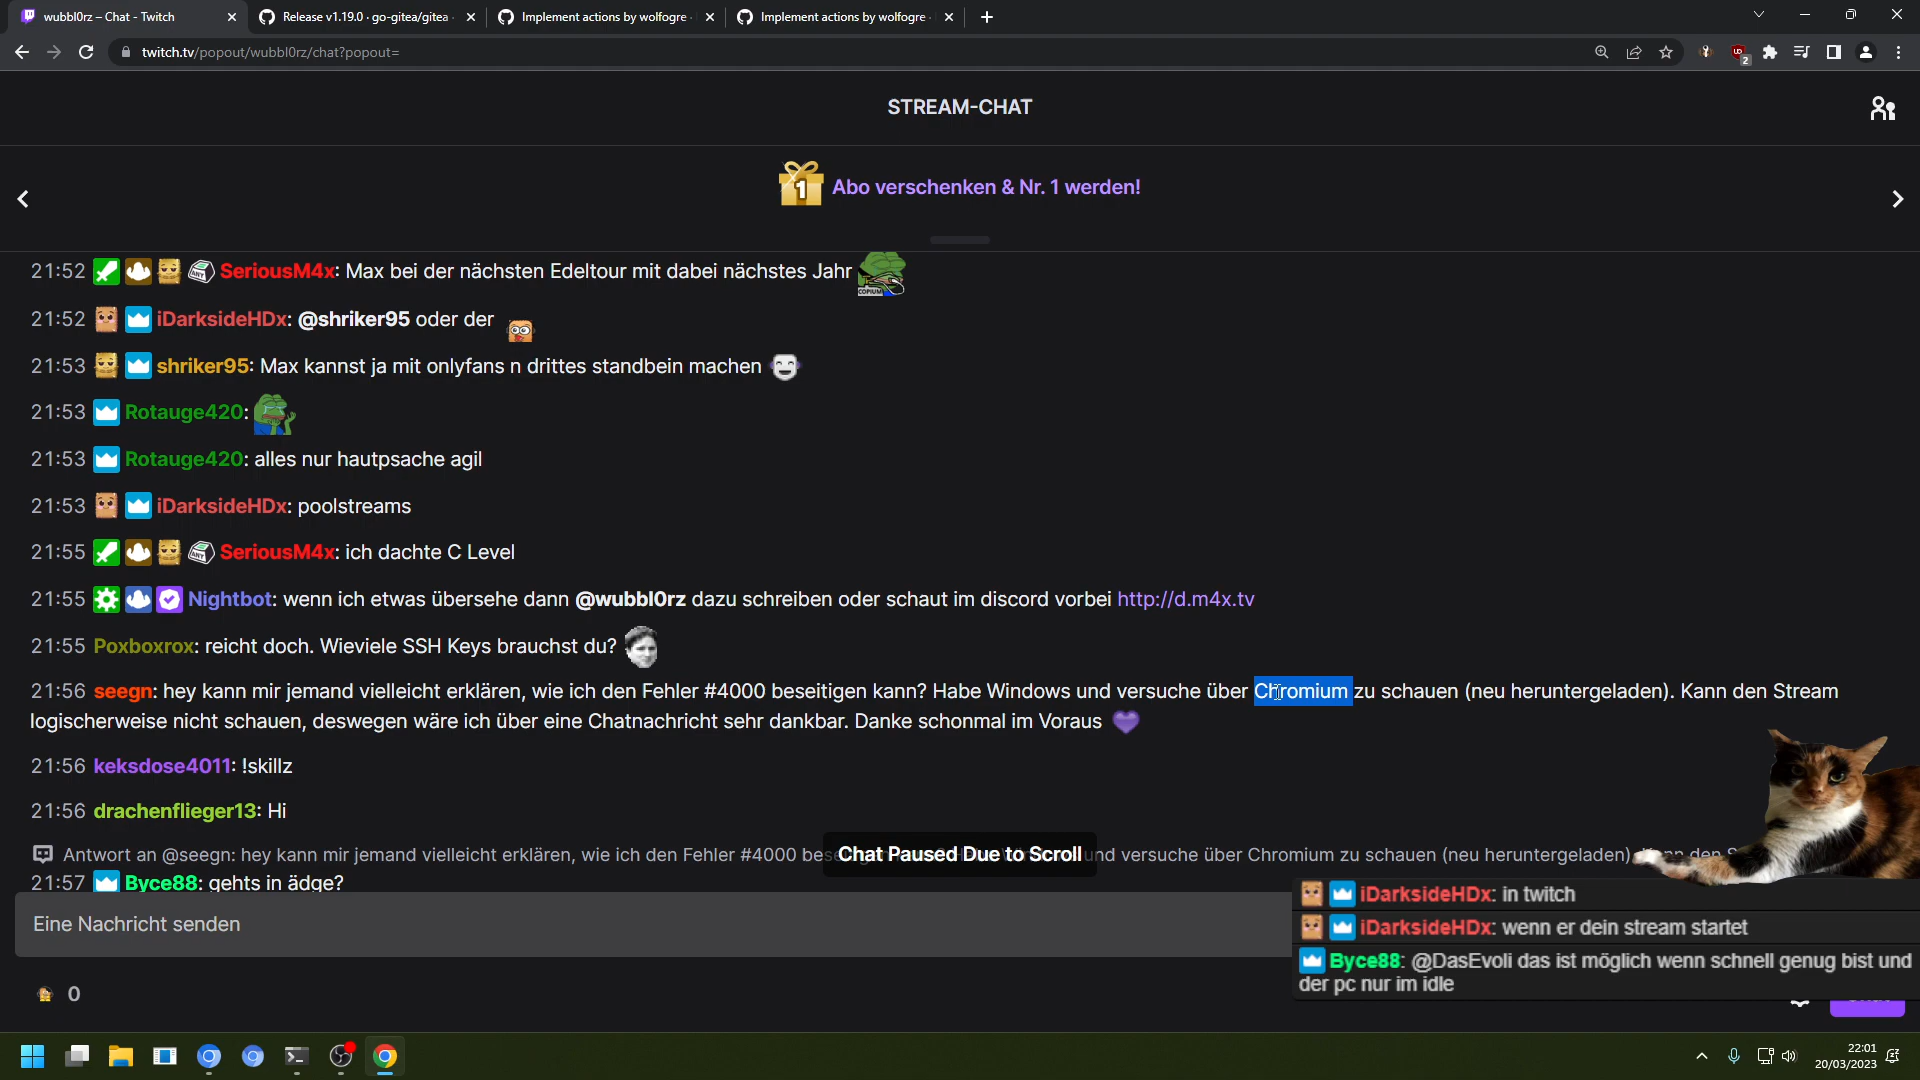 wubbl0rz – Chat - Twitch
Release v1.19.0 · go-gitea/gitea
Implement actions by wolfogre
Implement actions by wolfogre
twitch.tv/popout/wubbl0rz/chat?popout=
2
STREAM-CHAT
1
Abo verschenken & Nr. 1 werden!
21:52 SeriousM4x: Max bei der nächsten Edeltour mit dabei nächstes Jahr
COPIUM
21:52 iDarksideHDx: @shriker95 oder der
21:53 shriker95: Max kannst ja mit onlyfans n drittes standbein machen
21:53 Rotauge420:
21:53 Rotauge420: alles nur hautpsache agil
21:53 iDarksideHDx: poolstreams
21:55 SeriousM4x: ich dachte C Level
21:55 Nightbot: wenn ich etwas übersehe dann @wubbl0rz dazu schreiben oder schaut im discord vorbei http://d.m4x.tv
21:55 Poxboxrox: reicht doch. Wieviele SSH Keys brauchst du?
21:56 seegn: hey kann mir jemand vielleicht erklären, wie ich den Fehler #4000 beseitigen kann? Habe Windows und versuche über Chromium zu schauen (neu heruntergeladen). Kann den Stream
logischerweise nicht schauen, deswegen wäre ich über eine Chatnachricht sehr dankbar. Danke schonmal im Voraus
21:56 keksdose4011: !skillz
21:56 drachenflieger13: Hi
Antwort an @seegn: hey kann mir jemand vielleicht erklären, wie ich den Fehler #4000 und versuche über Chromium zu schauen (neu heruntergeladen)
Chat Paused Due to Scroll
21:57 Byce88: gehts in ädge?
Eine Nachricht senden
iDarksideHDx: in twitch
iDarksideHDx: wenn er dein stream startet
Byce88: @DasEvoli das ist möglich wenn schnell genug bist und
der pc nur im idle
0
22:01
20/03/2023